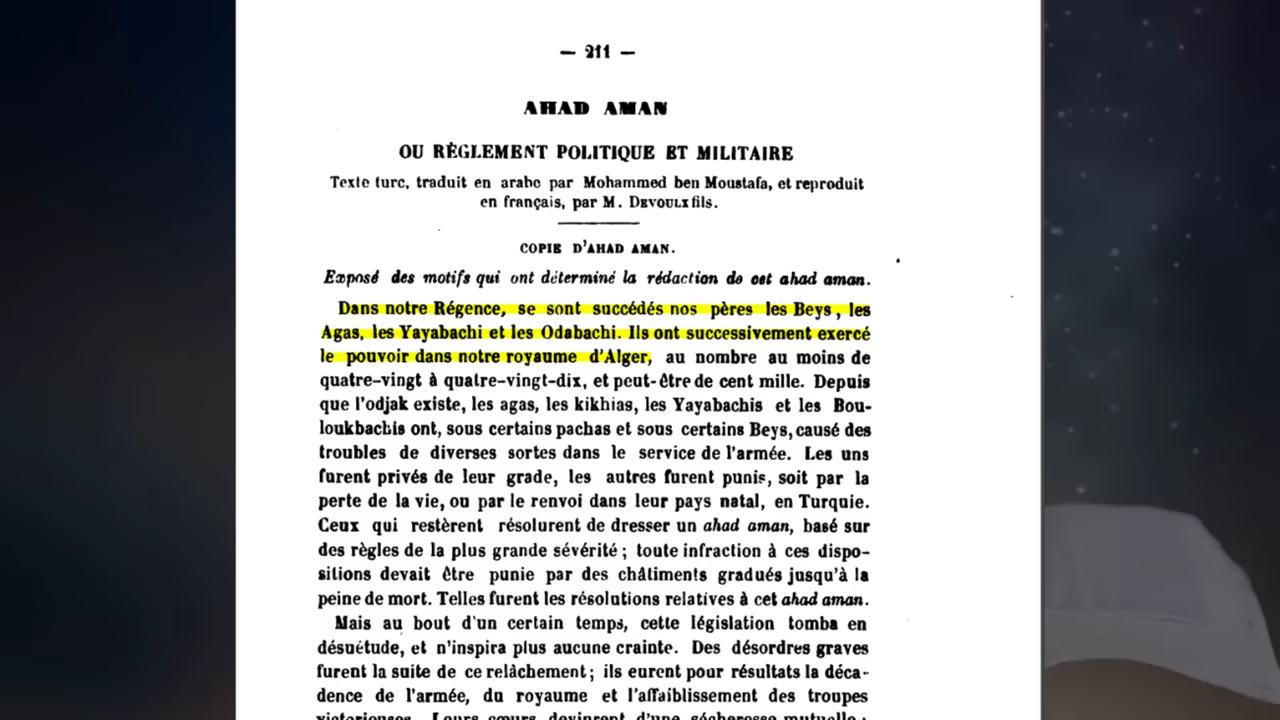 — 211 —
AHAD AMAN
OU RÈGLEMENT POLITIQUE ET MILITAIRE
Texte turc, traduit en arabe par Mohammed ben Moustafa, et reproduit
en français, par M. DEVOULX fils.
COPIE D'AHAD AMAN.
Exposé des motifs qui ont déterminé la rédaction de cet ahad aman.
Dans notre Régence, se sont succédés nos pères les Beys, les
Agas, les Yayabachi et les Odabachi. Ils ont successivement exercé
le pouvoir dans notre royaume d'Alger, au nombre au moins de
quatre-vingt à quatre-vingt-dix, et peut-être de cent mille. Depuis
que l'odjak existe, les agas, les kikhias, les Yayabachis et les Bou-
loukbachis ont, sous certains pachas et sous certains Beys, causé des
troubles de diverses sortes dans le service de l'armée. Les uns
furent privés de leur grade, les autres furent punis, soit par la
perte de la vie, ou par le renvoi dans leur pays natal, en Turquie.
Ceux qui restèrent résolurent de dresser un ahad aman, basé sur
des règles de la plus grande sévérité ; toute infraction à ces dispo-
sitions devait être punie par des châtiments gradués jusqu'à la
peine de mort. Telles furent les résolutions relatives à cet ahad aman.
Mais au bout d'un certain temps, cette législation tomba en
désuétude, et n'inspira plus aucune crainte. Des désordres graves
furent la suite de ce relâchement ; ils eurent pour résultats la déca-
dence de l'armée, du royaume et l'affaiblissement des troupes
victorieuses. Leurs cœurs devinrent d'une sécheresse mutuelle ;